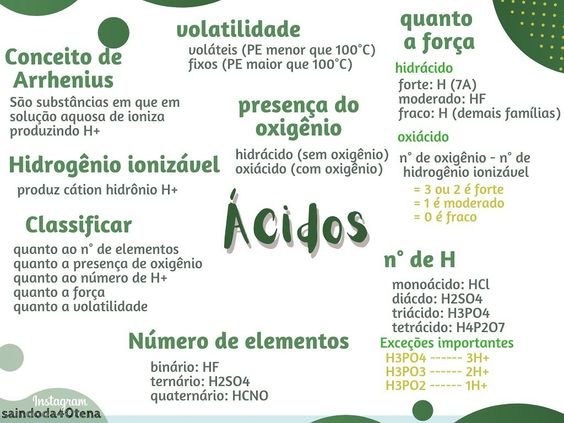 volatilidade
voláteis (PE menor que 100°C)
fixos (PE maior que 100°C)
quanto
a força
hidrácido
forte: H (7A)
moderado: HF
fraco: H (demais famílias)
oxiácido
n° de oxigênio - n° de
hidrogênio ionizável
= 3 ou 2 é forte
= 1 é moderado
= 0 é fraco
Conceito de
Arrhenius
São substâncias em que em
solução aquosa de ioniza
produzindo H+
presença do
oxigênio
hidrácido (sem oxigênio)
oxiácido (com oxigênio)
Hidrogênio ionizável
produz cátion hidrônio H+
Ácidos
Classificar
quanto ao n° de elementos
quanto a presença de oxigênio
quanto ao número de H+
quanto a força
quanto a volatilidade
n° de H
monoácido: HCl
diácdo: H2SO4
triácido: H3PO4
tetrácido: H4P2O7
Exceções importantes
H3PO4 ------ 3H+
H3PO3 ------ 2H+
H3PO2 ------ 1H+
Número de elementos
binário: HF
ternário: H2SO4
quaternário: HCNO
Instagram
saindoda40tena